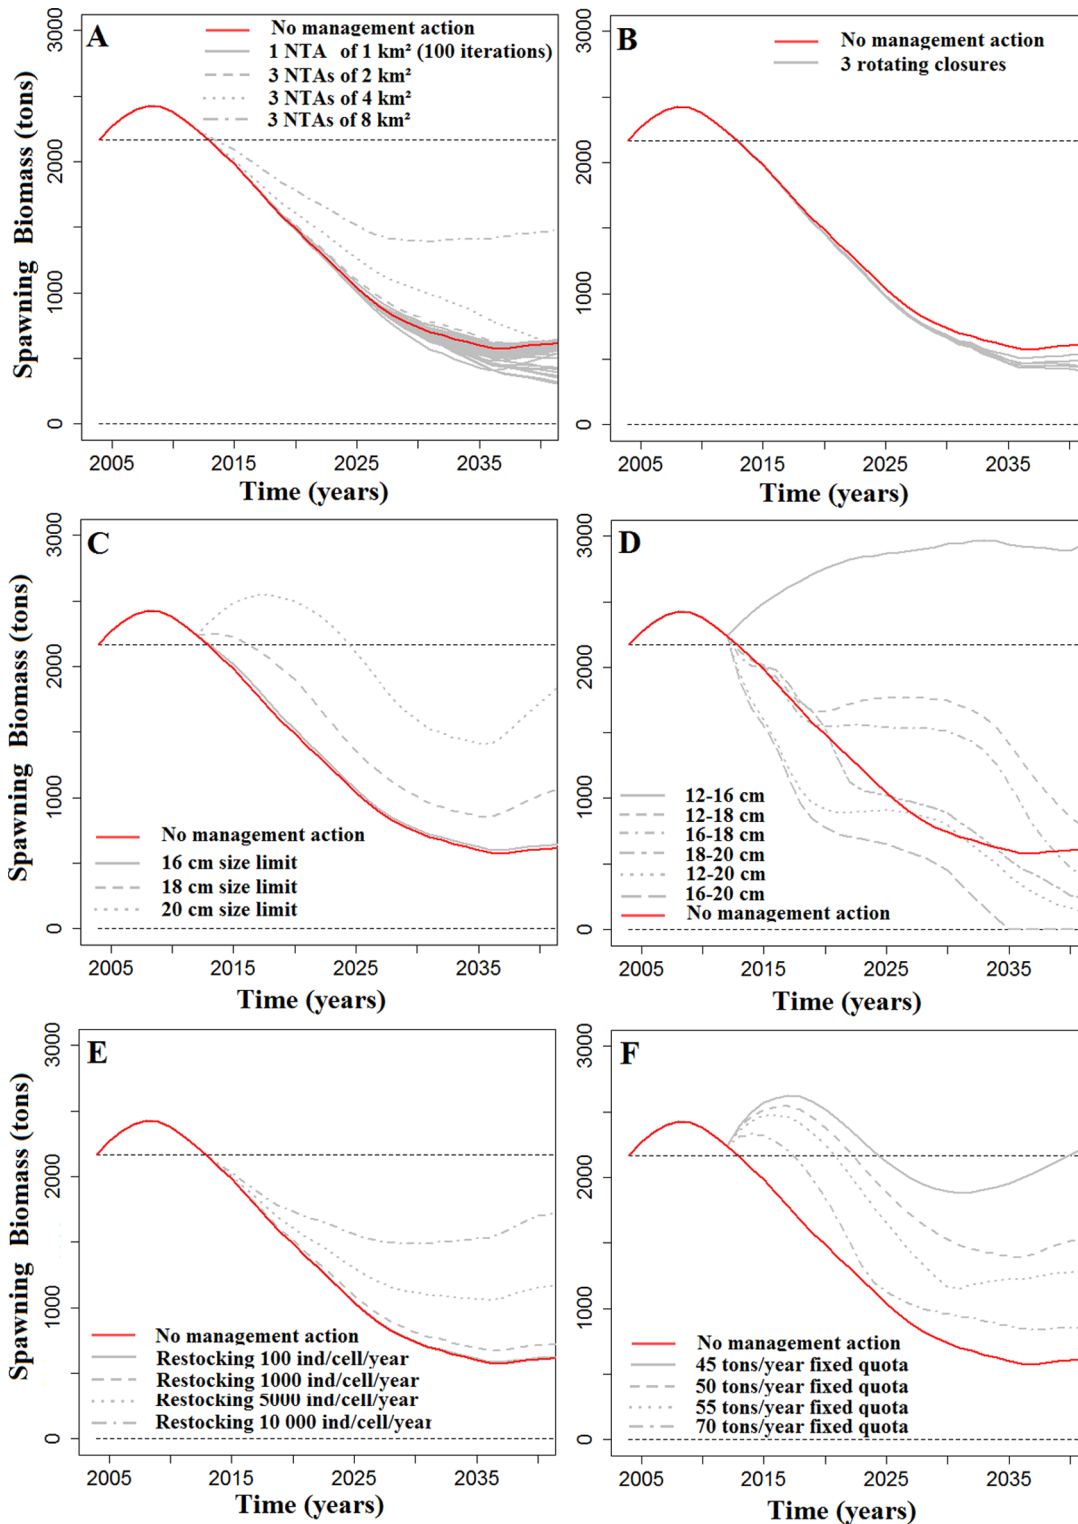 A
No management action
1 NTA of 1 km² (100 iterations)
3 NTAs of 2 km²
3 NTAs of 4 km²
3 NTAs of 8 km²
Spawning Biomass (tons)
3000
2000
1000
0
2005 2015 2025 2035
Time (years)
B
No management action
3 rotating closures
3000
2000
1000
0
2005 2015 2025 2035
Time (years)
C
No management action
16 cm size limit
18 cm size limit
20 cm size limit
Spawning Biomass (tons)
3000
2000
1000
0
2005 2015 2025 2035
Time (years)
D
12-16 cm
12-18 cm
16-18 cm
18-20 cm
12-20 cm
16-20 cm
No management action
3000
2000
1000
0
2005 2015 2025 2035
Time (years)
E
No management action
Restocking 100 ind/cell/year
Restocking 1000 ind/cell/year
Restocking 5000 ind/cell/year
Restocking 10 000 ind/cell/year
Spawning Biomass (tons)
3000
2000
1000
0
2005 2015 2025 2035
Time (years)
F
No management action
45 tons/year fixed quota
50 tons/year fixed quota
55 tons/year fixed quota
70 tons/year fixed quota
3000
2000
1000
0
2005 2015 2025 2035
Time (years)